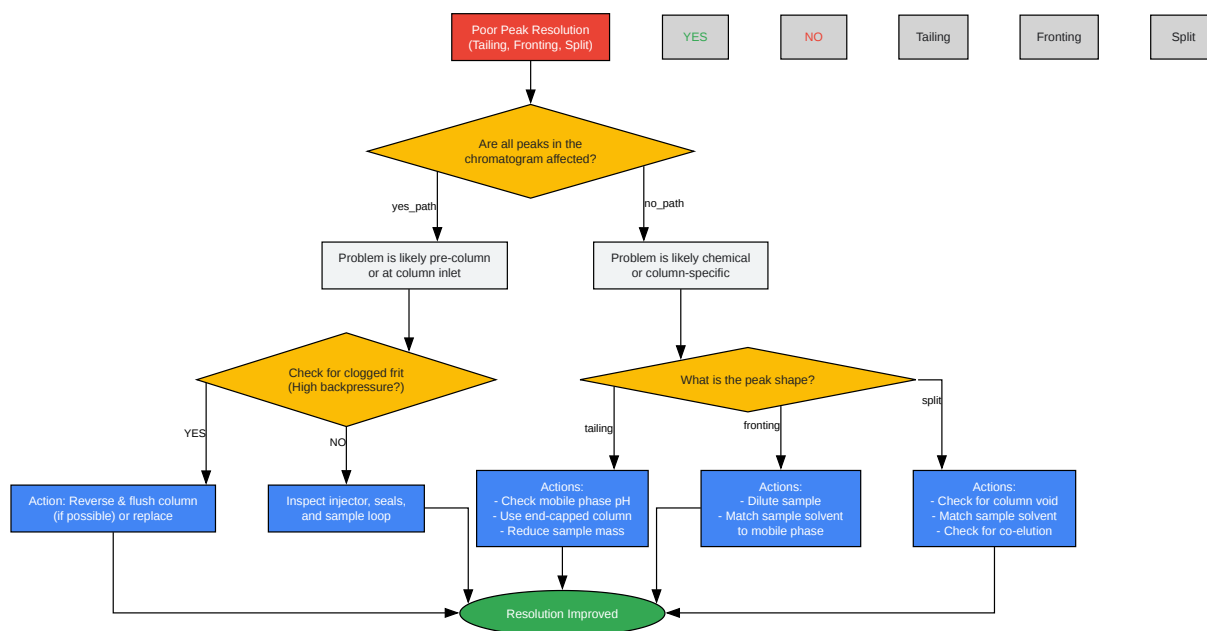 Poor Peak Resolution
(Tailing, Fronting, Split)
YES
NO
Tailing
Fronting
Split
Are all peaks in the
chromatogram affected?
yes_path
no_path
Problem is likely pre-column
or at column inlet
Problem is likely chemical
or column-specific
Check for clogged frit
(High backpressure?)
What is the peak shape?
YES
NO
tailing
fronting
split
Action: Reverse & flush column
(if possible) or replace
Inspect injector, seals,
and sample loop
Actions:
- Check mobile phase pH
- Use end-capped column
- Reduce sample mass
Actions:
- Dilute sample
- Match sample solvent
to mobile phase
Actions:
- Check for column void
- Match sample solvent
- Check for co-elution
Resolution Improved